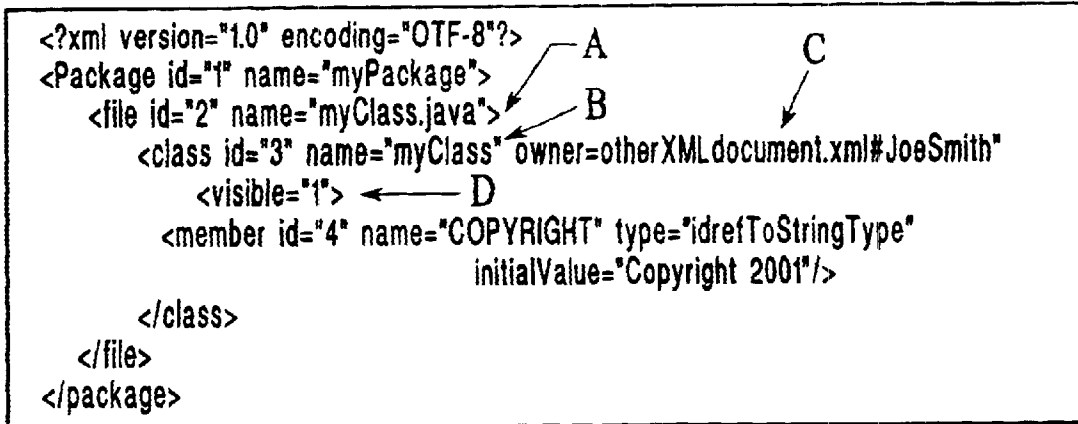 <?xml version="1.0" encoding="OTF-8"?>
A
C
<Package id="1" name="myPackage">
<file id="2" name="myClass.java">
B
<class id="3" name="myClass" owner=otherXMLdocument.xml#JoeSmith"
<visible="1">
D
<member id="4" name="COPYRIGHT" type="idrefToStringType"
initialValue="Copyright 2001"/>
</class>
</file>
</package>